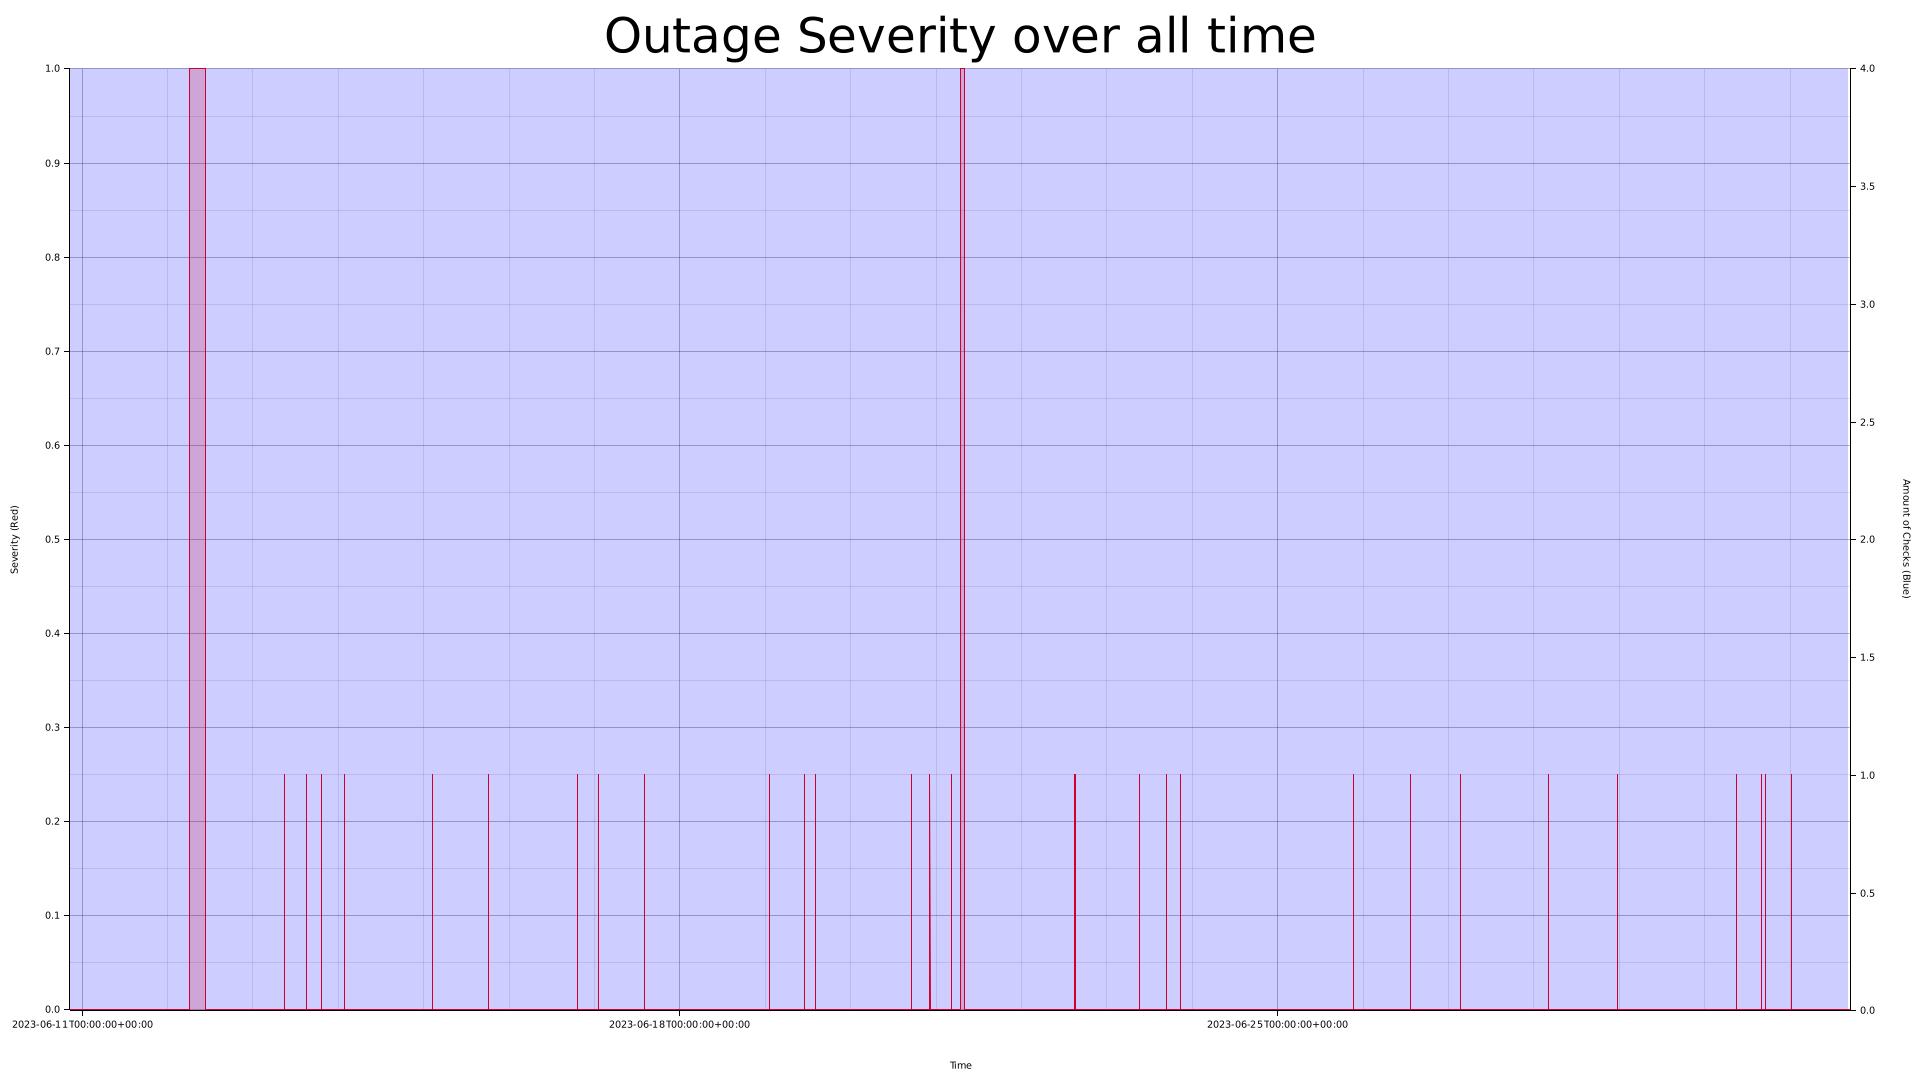 Outage Severity over all time
1.0
0.9
0.8
0.7
0.6
0.5
0.4
0.3
0.2
0.1
0.0
Severity (Red)
4.0
3.5
3.0
2.5
2.0
1.5
1.0
0.5
0.0
Amount of Checks (Blue)
2023-06-11T00:00:00+00:00
2023-06-18T00:00:00+00:00
2023-06-25T00:00:00+00:00
Time